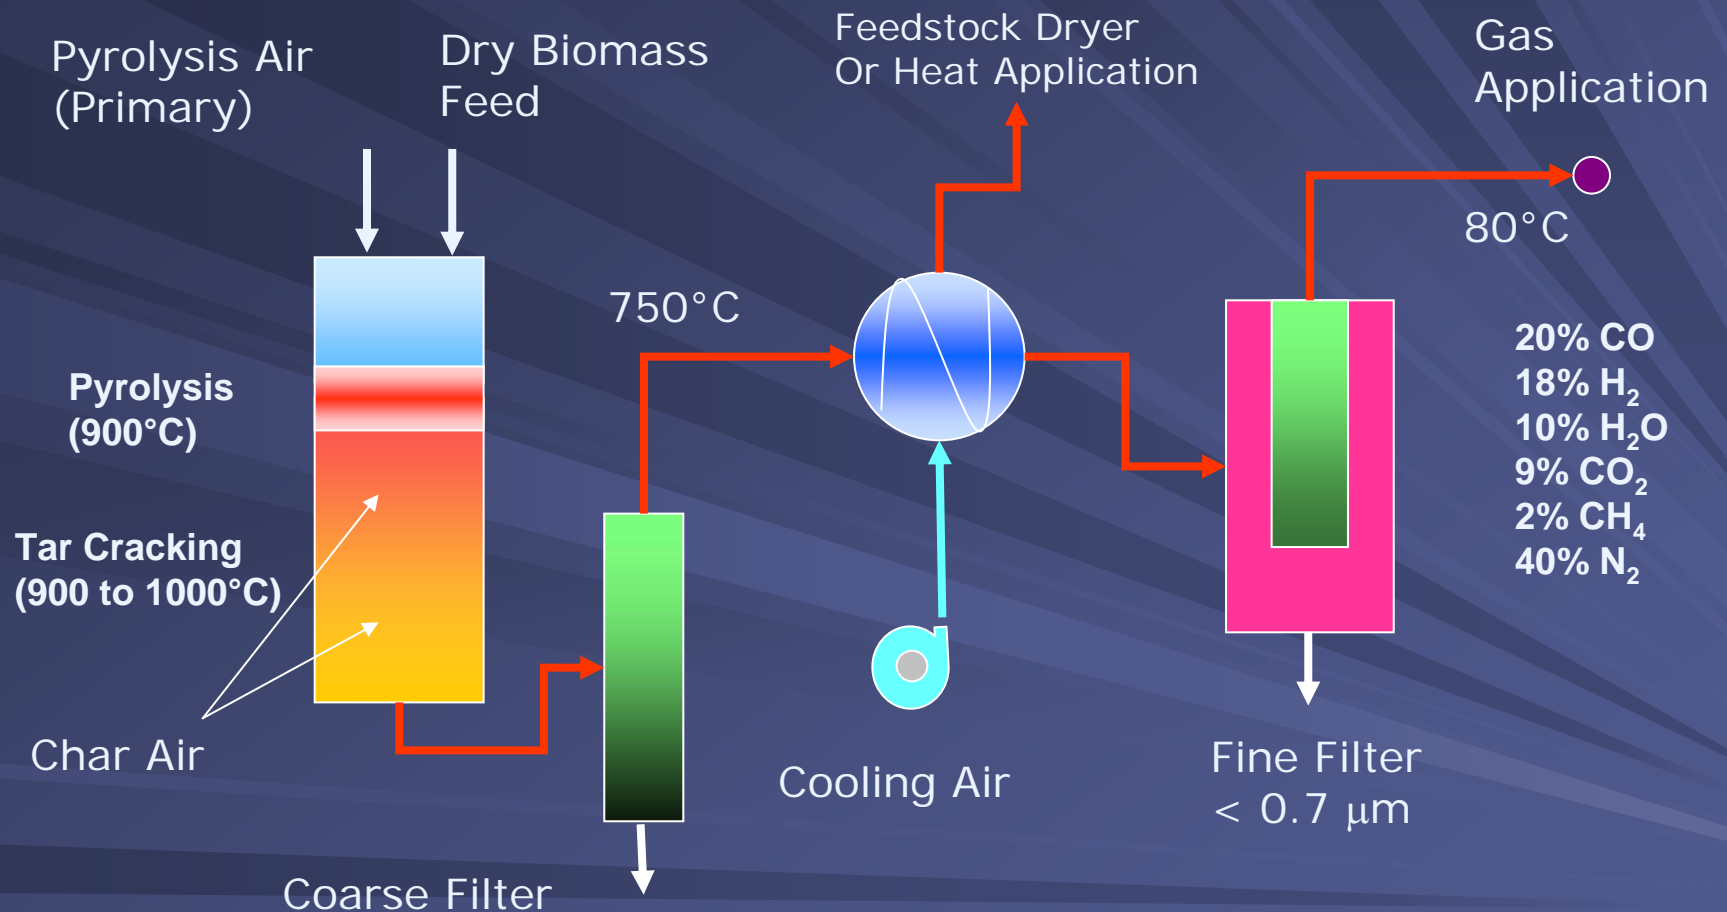 Pyrolysis Air
(Primary)
Dry Biomass
Feed
Feedstock Dryer
Or Heat Application
Gas
Application
80°C
750°C
Pyrolysis
(900°C)
Tar Cracking
(900 to 1000°C)
Char Air
Coarse Filter
Cooling Air
Fine Filter
< 0.7 μm
20% CO
18% H₂
10% H₂O
9% CO₂
2% CH₄
40% N₂